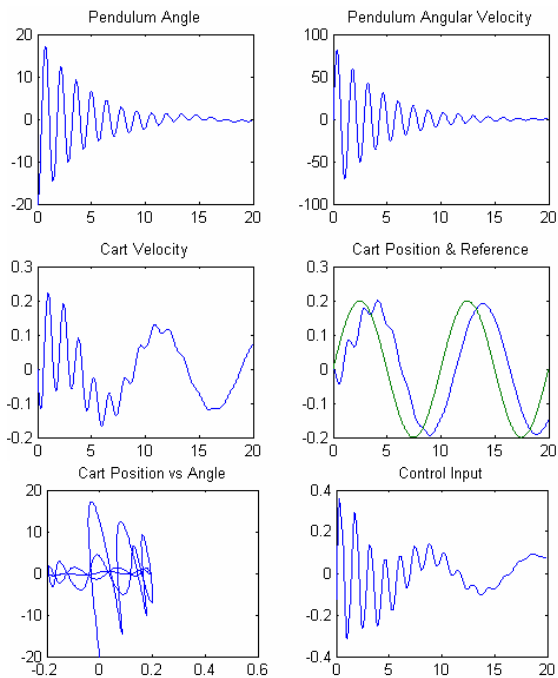 Pendulum Angle
20
10
0
-10
-20
0 5 10 15 20
Pendulum Angular Velocity
100
50
0
-50
-100
0 5 10 15 20
Cart Velocity
0.3
0.2
0.1
0
-0.1
-0.2
0 5 10 15 20
Cart Position & Reference
0.3
0.2
0.1
0
-0.1
-0.2
0 5 10 15 20
Cart Position vs Angle
20
10
0
-10
-20
-0.2 0 0.2 0.4 0.6
Control Input
0.4
0.2
0
-0.2
-0.4
0 5 10 15 20